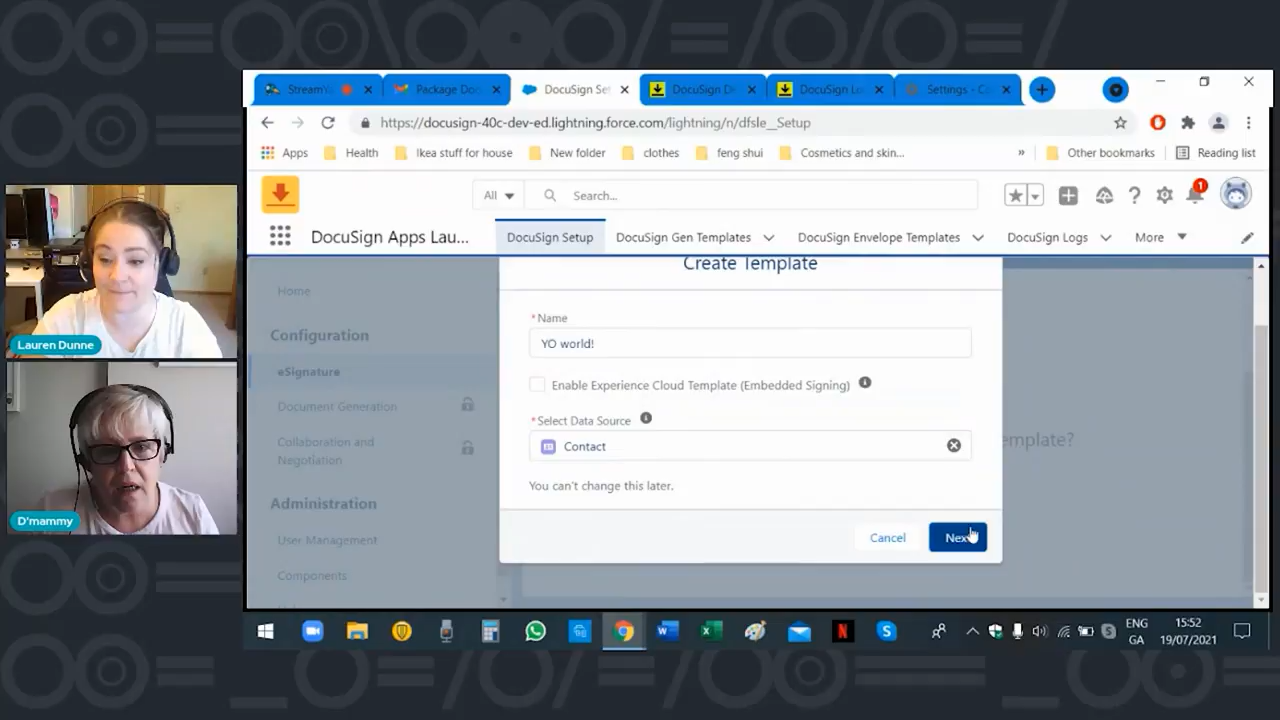 Stream
Package Doc
DocuSign Se
DocuSign D
DocuSign L
Settings - C
https://docusign-40c-dev-ed.lightning.force.com/lightning/n/dfsle__Setup
Apps
Health
Ikea stuff for house
New folder
clothes
feng shui
Cosmetics and skin...
»
Other bookmarks
Reading list
All
Search...
1
DocuSign Apps Lau...
DocuSign Setup
DocuSign Gen Templates
DocuSign Envelope Templates
DocuSign Logs
More
Home
Configuration
eSignature
Document Generation
Collaboration and
Negotiation
Administration
User Management
Components
Create Template
*Name
YO world!
Enable Experience Cloud Template (Embedded Signing)
*Select Data Source
Contact
You can't change this later.
Cancel
Next
emplate?
Lauren Dunne
D'mammy
ENG
GA
15:52
19/07/2021